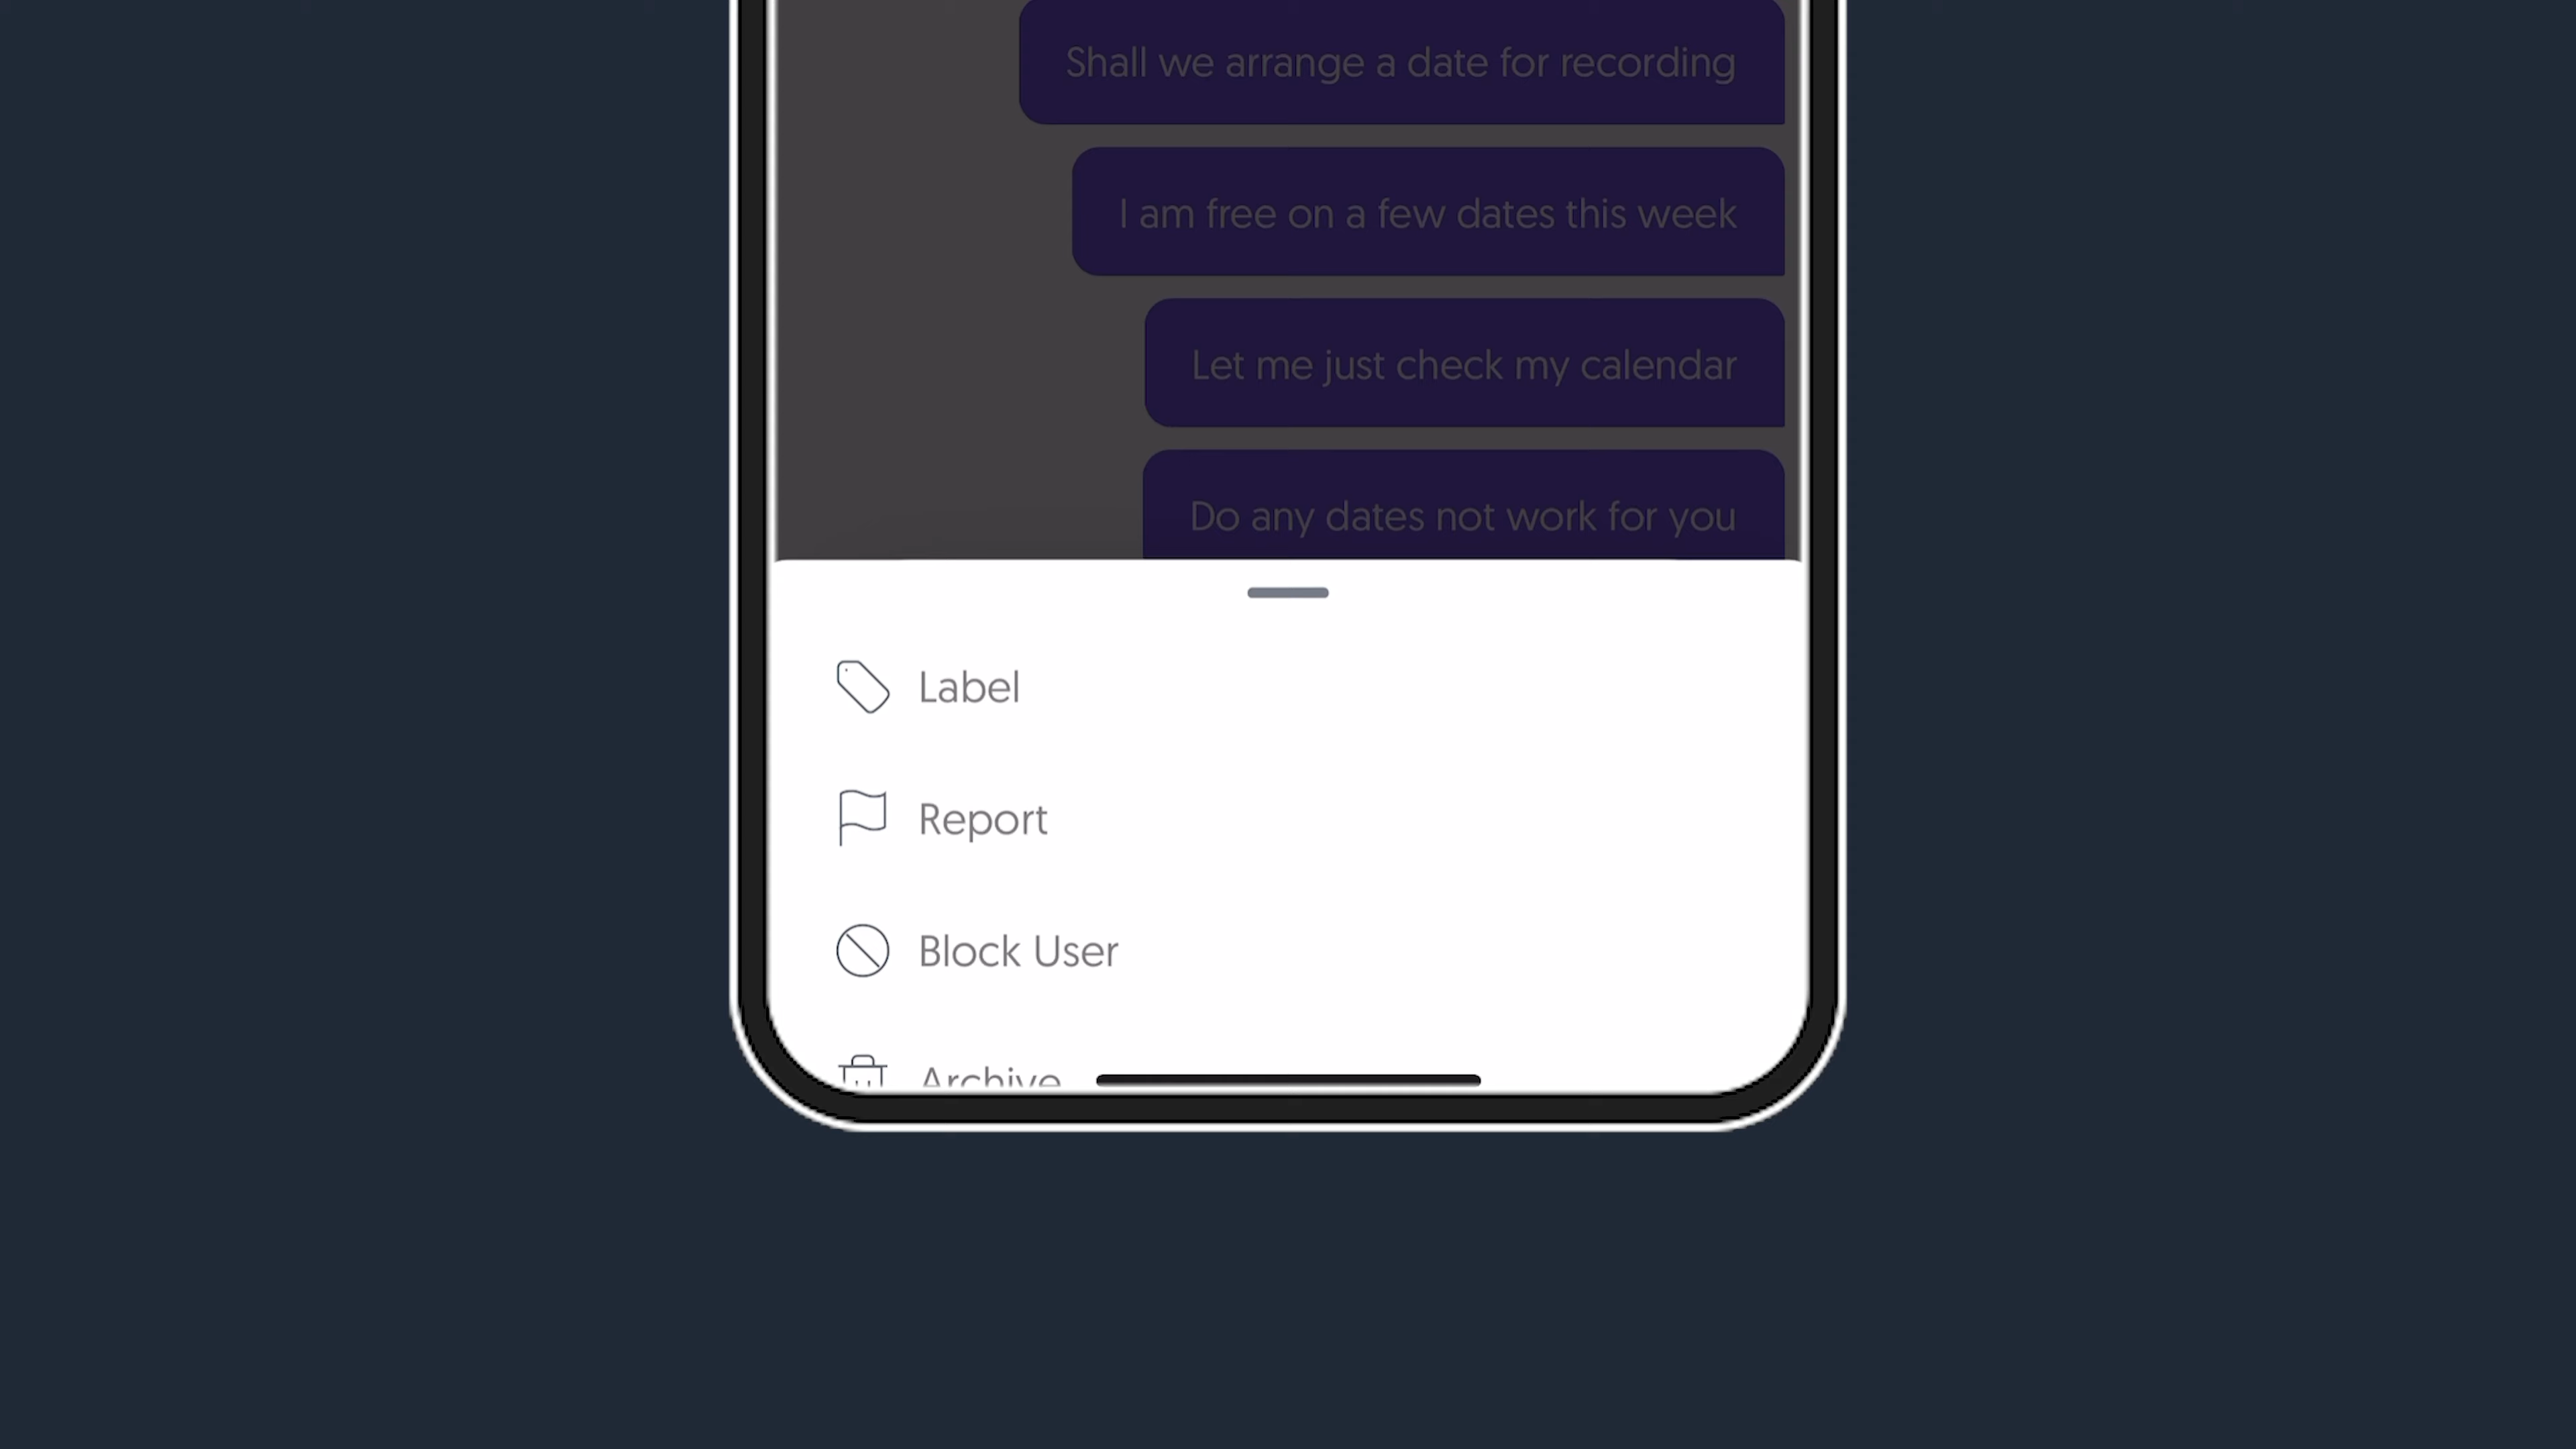 Shall we arrange a date for recording
I am free on a few dates this week
Let me just check my calendar
Do any dates not work for you
Label
Report
Block User
Archive